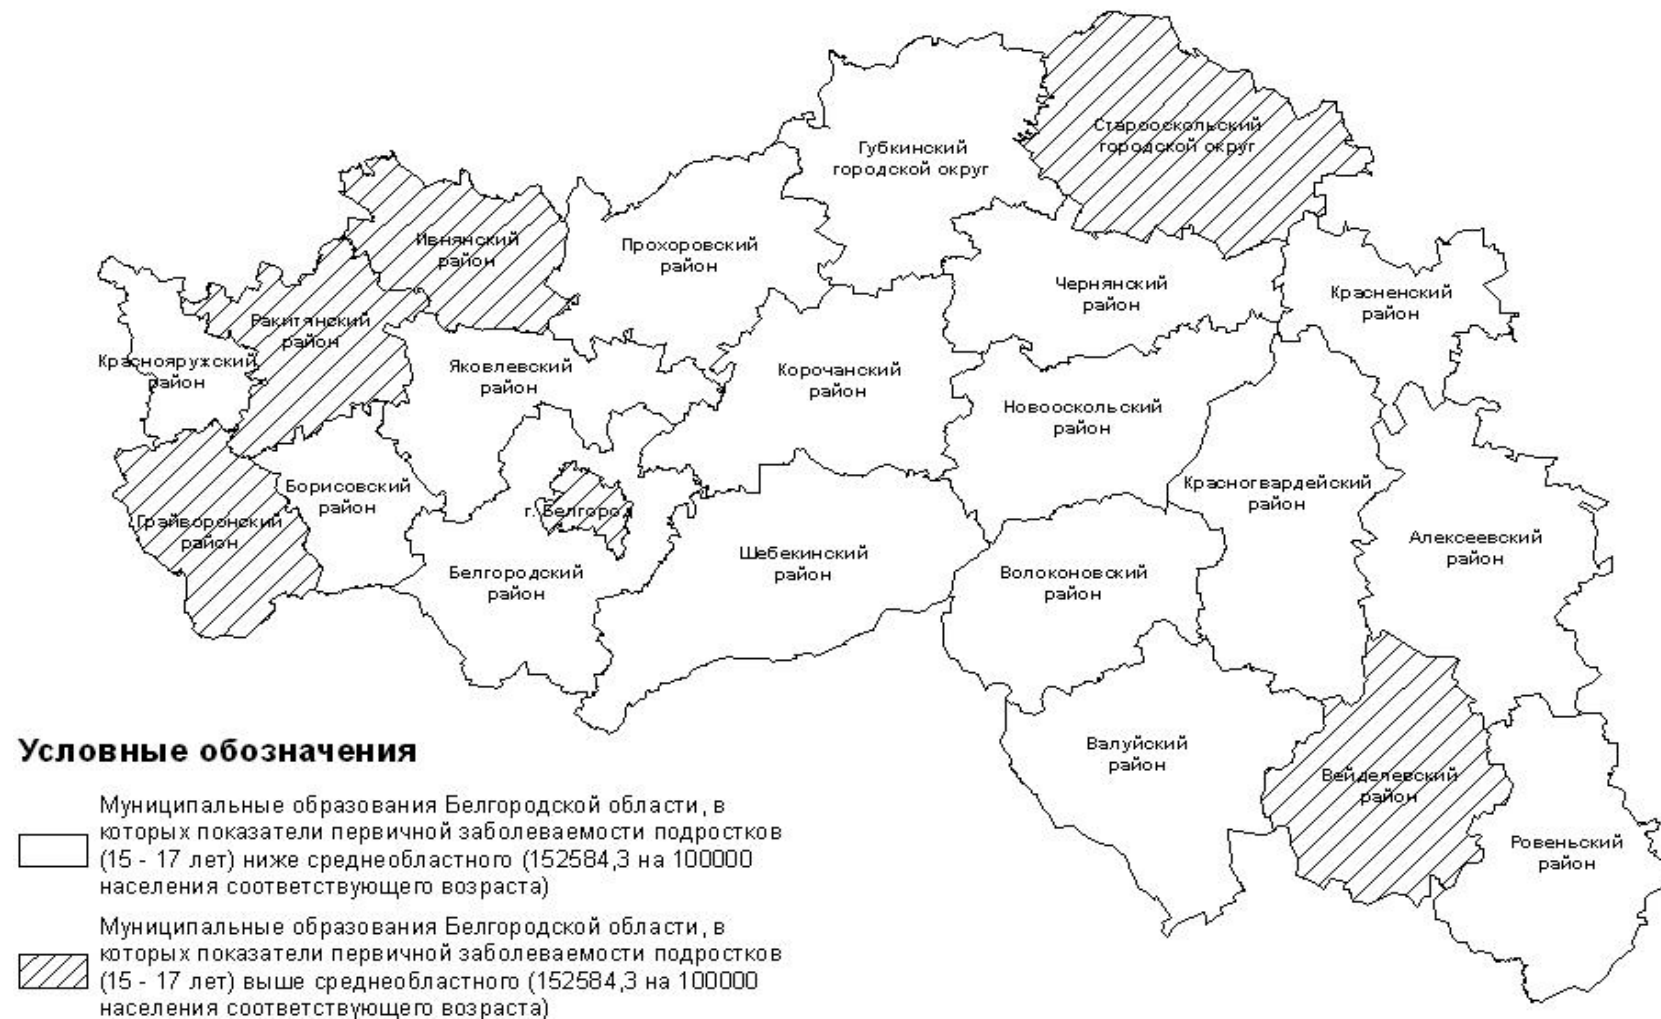 Старооскольский
городской округ
Губкинский
городской округ
Ивнянский
район
Прохоровский
район
Чернянский
район
Красненский
район
Ракитянский
район
Краснояружский
район
Яковлевский
район
Корочанский
район
Новооскольский
район
Борисовский
район
Красногвардейский
район
Грайворонский
район
г. Белгород
Алексеевский
район
Белгородский
район
Шебекинский
район
Волоконовский
район
Валуйский
район
Вейделевский
район
Ровеньский
район
Условные обозначения
Муниципальные образования Белгородской области, в
которых показатели первичной заболеваемости подростков
(15 - 17 лет) ниже среднеобластного (152584,3 на 100000
населения соответствующего возраста)
Муниципальные образования Белгородской области, в
которых показатели первичной заболеваемости подростков
(15 - 17 лет) выше среднеобластного (152584,3 на 100000
населения соответствующего возраста)